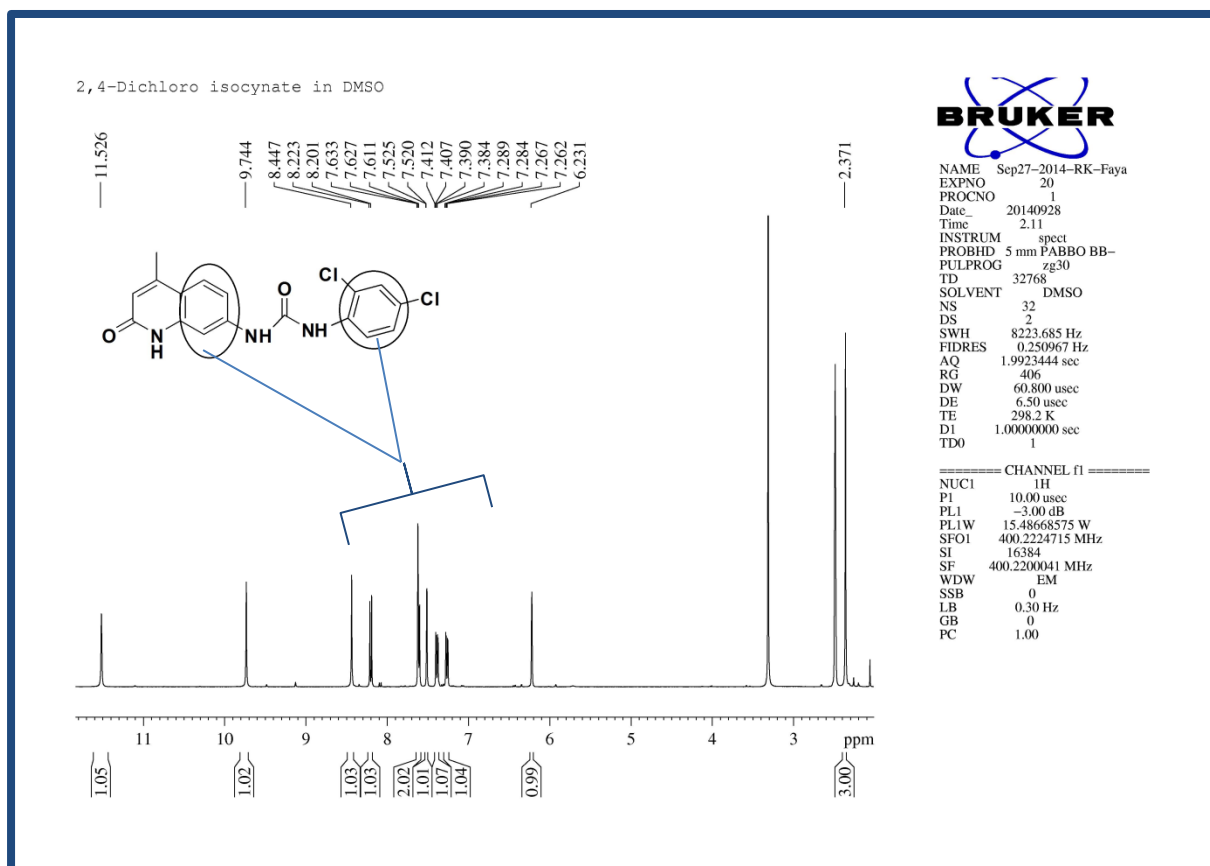 2,4-Dichloro isocynate in DMSO
11.526
9.744
8.447
8.223
8.201
7.633
7.627
7.611
7.525
7.520
7.412
7.407
7.390
7.384
7.289
7.284
7.267
7.262
6.231
2.371
BRUKER
NAME Sep27-2014-RK-Faya
EXPNO 20
PROCNO 1
Date_ 20140928
Time 2.11
INSTRUM spect
PROBHD 5 mm PABBO BB-
PULPROG zg30
TD 32768
SOLVENT DMSO
NS 32
DS 2
SWH 8223.685 Hz
FIDRES 0.250967 Hz
AQ 1.9923444 sec
RG 406
DW 60.800 usec
DE 6.50 usec
TE 298.2 K
D1 1.00000000 sec
TD0 1
======== CHANNEL f1 ========
NUC1 1H
P1 10.00 usec
PL1 -3.00 dB
PL1W 15.48668575 W
SFO1 400.2224715 MHz
SI 16384
SF 400.2200041 MHz
WDW EM
SSB 0
LB 0.30 Hz
GB 0
PC 1.00
Cl
O
Cl
O
N
H
NH
NH
11 10 9 8 7 6 5 4 3 ppm
1.05
1.02
1.03
1.03
2.02
1.01
1.07
1.04
0.99
3.00